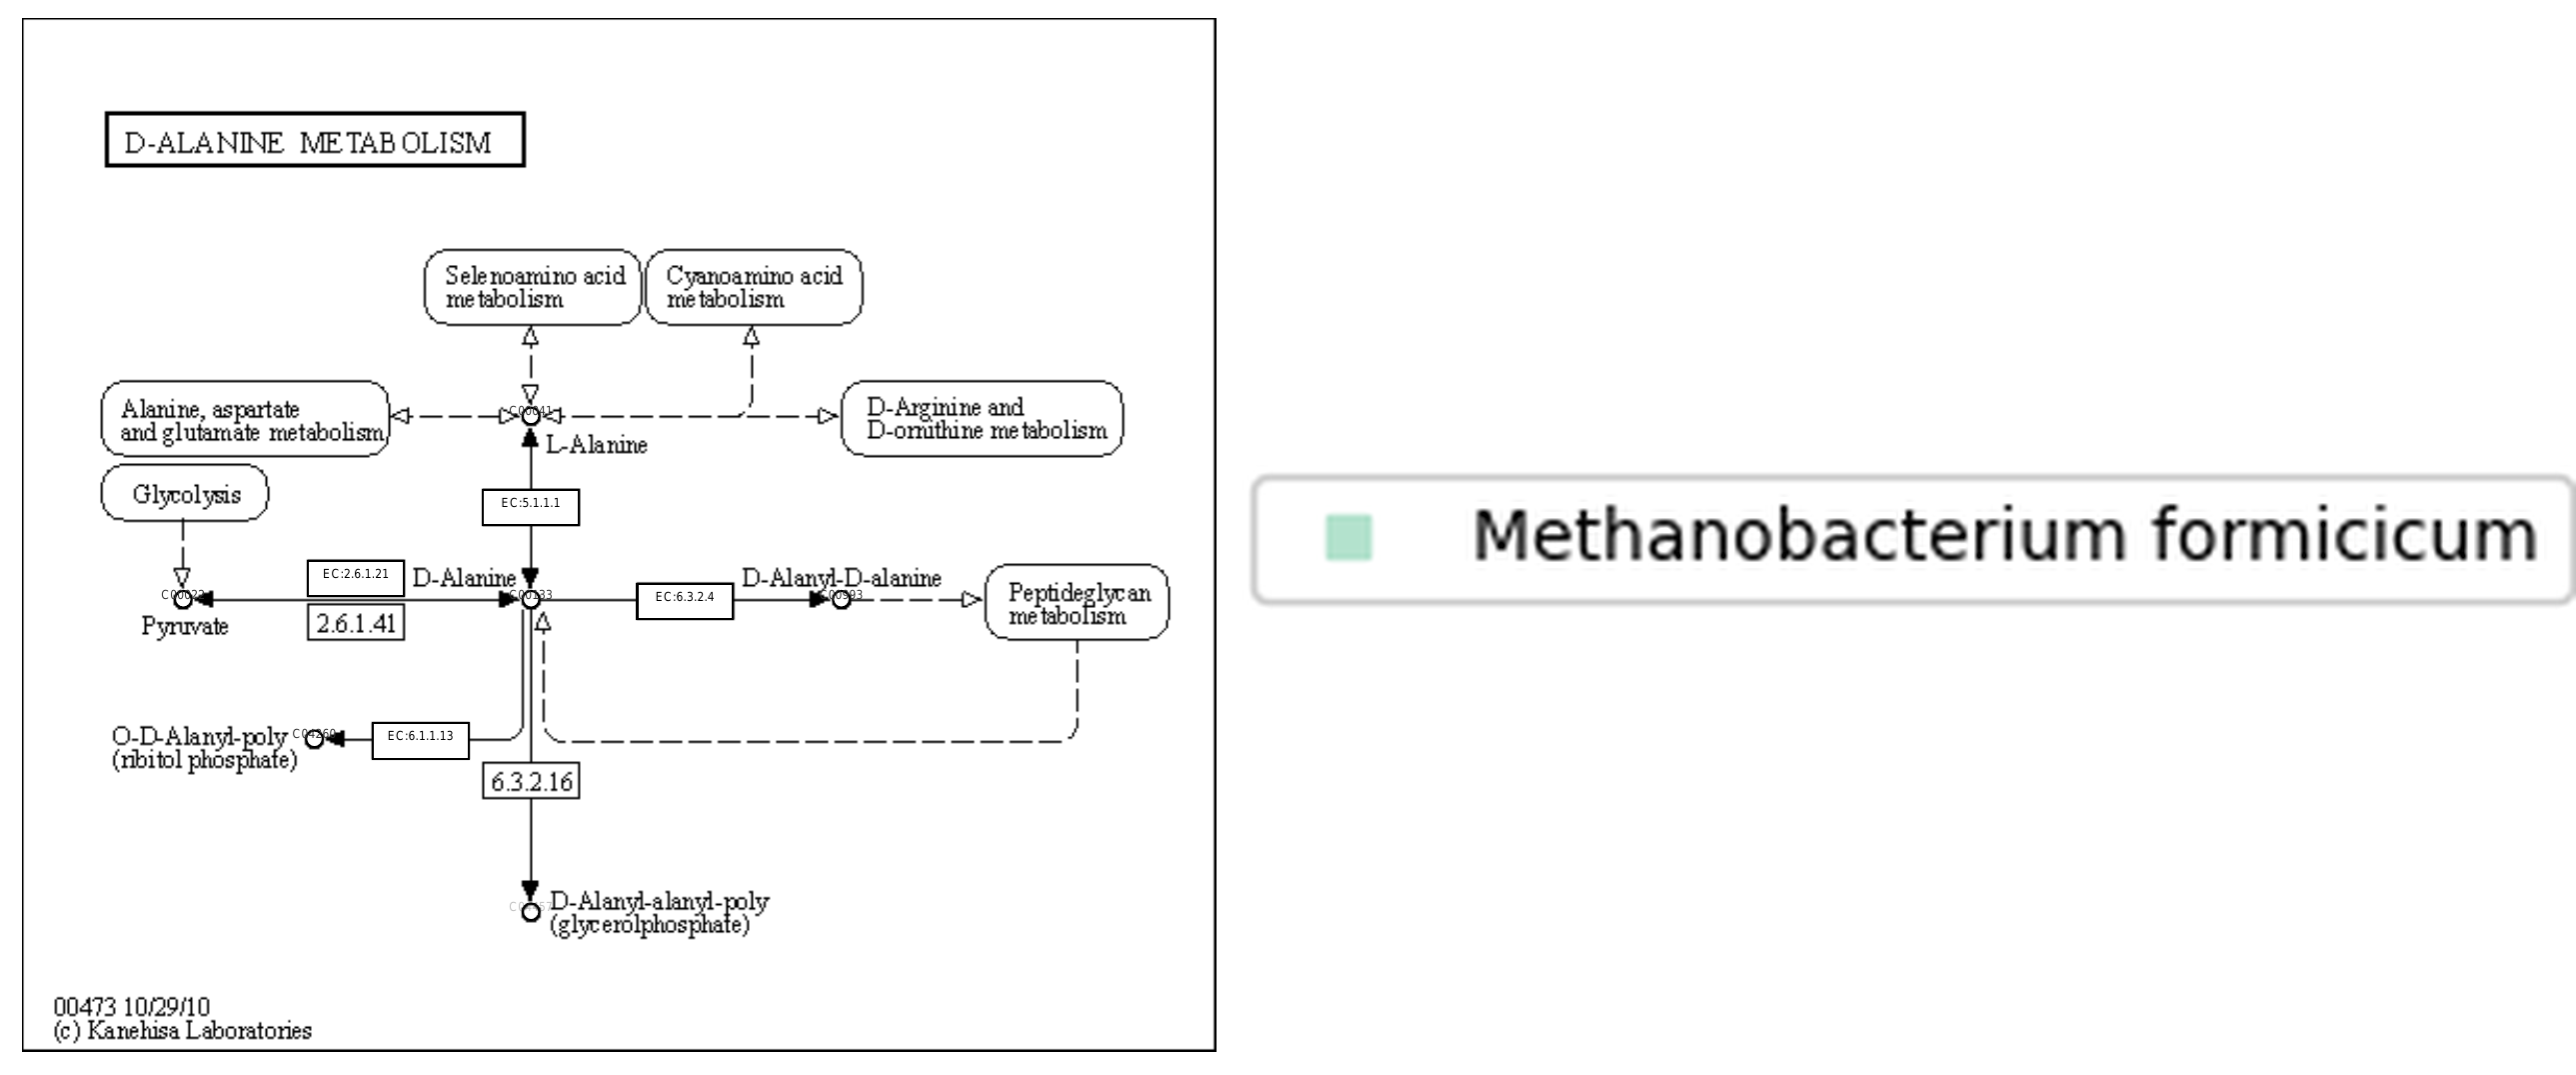 D-ALANINE METABOLISM
Selenoamino acid
metabolism
Cyanoamino acid
metabolism
Alanine, aspartate
and glutamate metabolism
C00041
D-Arginine and
D-ornithine metabolism
L-Alanine
Glycolysis
EC:5.1.1.1
EC:2.6.1.21
D-Alanine
D-Alanyl-D-alanine
C00022
C00133
EC:6.3.2.4
C00993
Peptideglycan
metabolism
Pyruvate
2.6.1.41
O-D-Alanyl-poly
(ribitol phosphate)
C04260
EC:6.1.1.13
6.3.2.16
D-Alanyl-alanyl-poly
(glycerolphosphate)
00473 10/29/10
(c) Kanehisa Laboratories
Methanobacterium formicicum